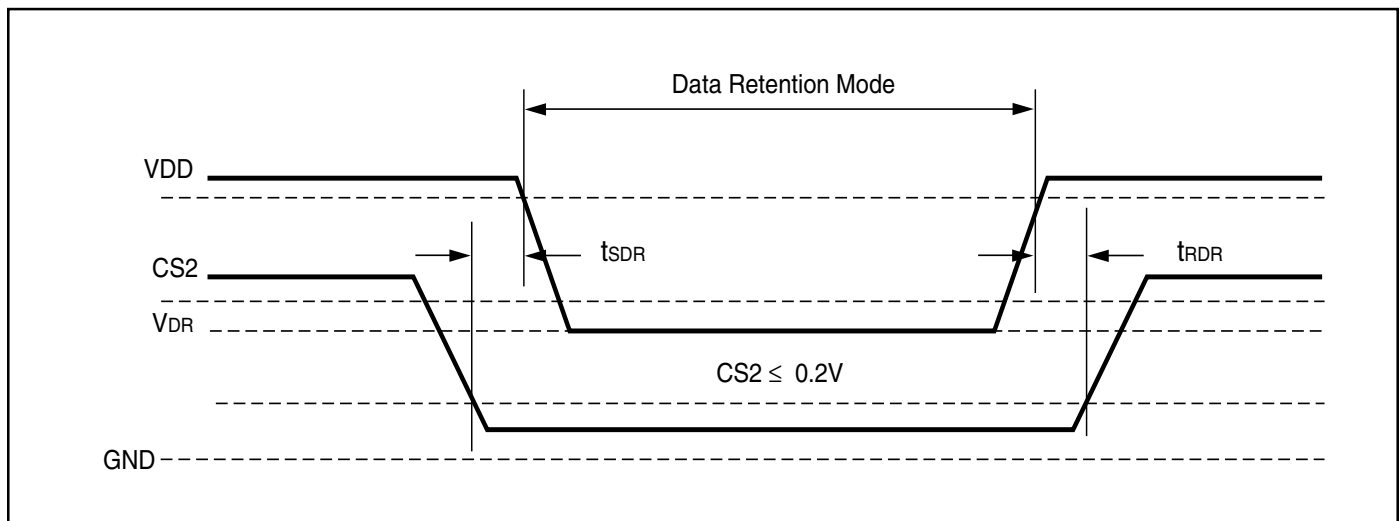 Data Retention Mode
VDD
tSDR
tRDR
CS2
VDR
CS2 ≤ 0.2V
GND